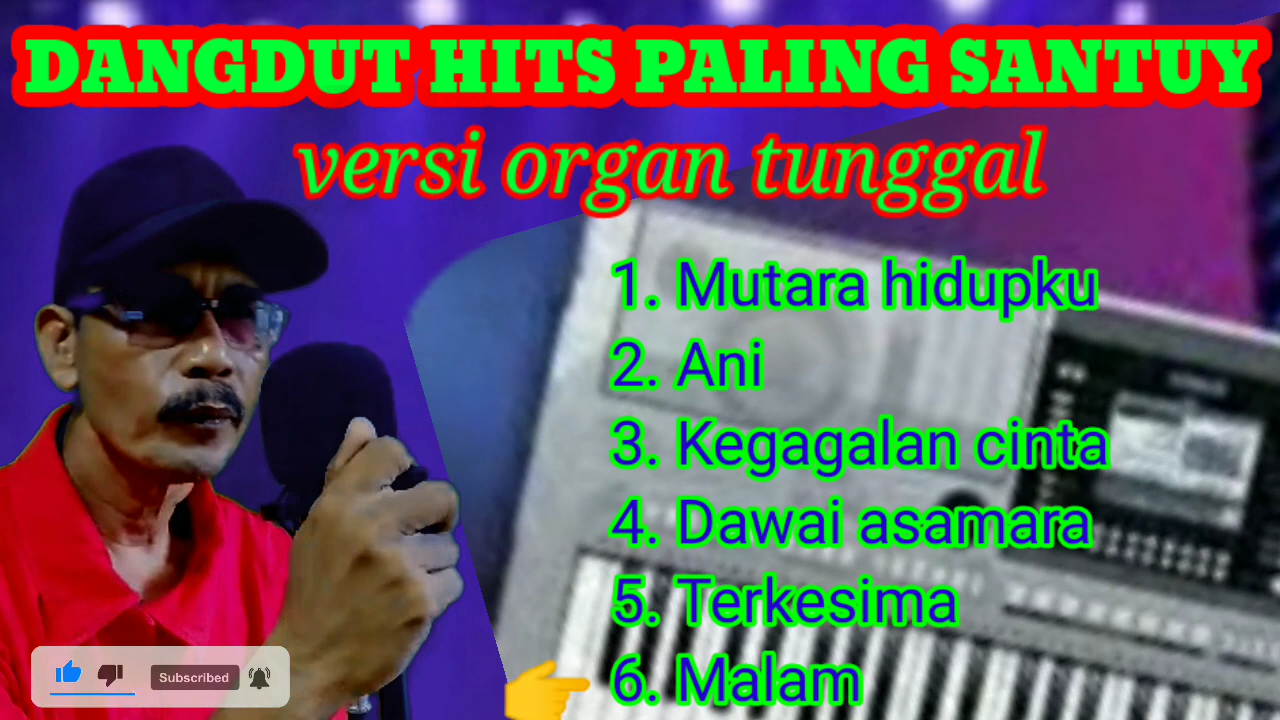 DANGDUT HITS PALING SANTUY
versi organ tunggal
1. Mutara hidupku
2. Ani
3. Kegagalan cinta
4. Dawai asamara
5. Terkesima
6. Malam
Subscribed